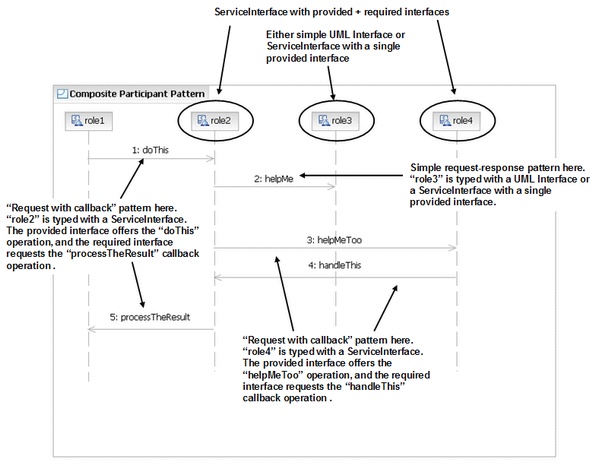 ServiceInterface with provided + required interfaces
Either simple UML Interface or
ServiceInterface with a single
provided interface
Composite Participant Pattern
role1
role2
role3
role4
1: doThis
2: helpMe
Simple request-response pattern here.
“role3” is typed with a UML Interface or
a ServiceInterface with a single
provided interface.
“Request with callback” pattern here.
“role2” is typed with a ServiceInterface.
The provided interface offers the “doThis”
operation, and the required interface
requests the “processTheResult” callback
operation .
3: helpMeToo
4: handleThis
5: processTheResult
“Request with callback” pattern here.
“role4” is typed with a ServiceInterface.
The provided interface offers the
“helpMeToo” operation, and the required
interface requests the “handleThis”
callback operation .